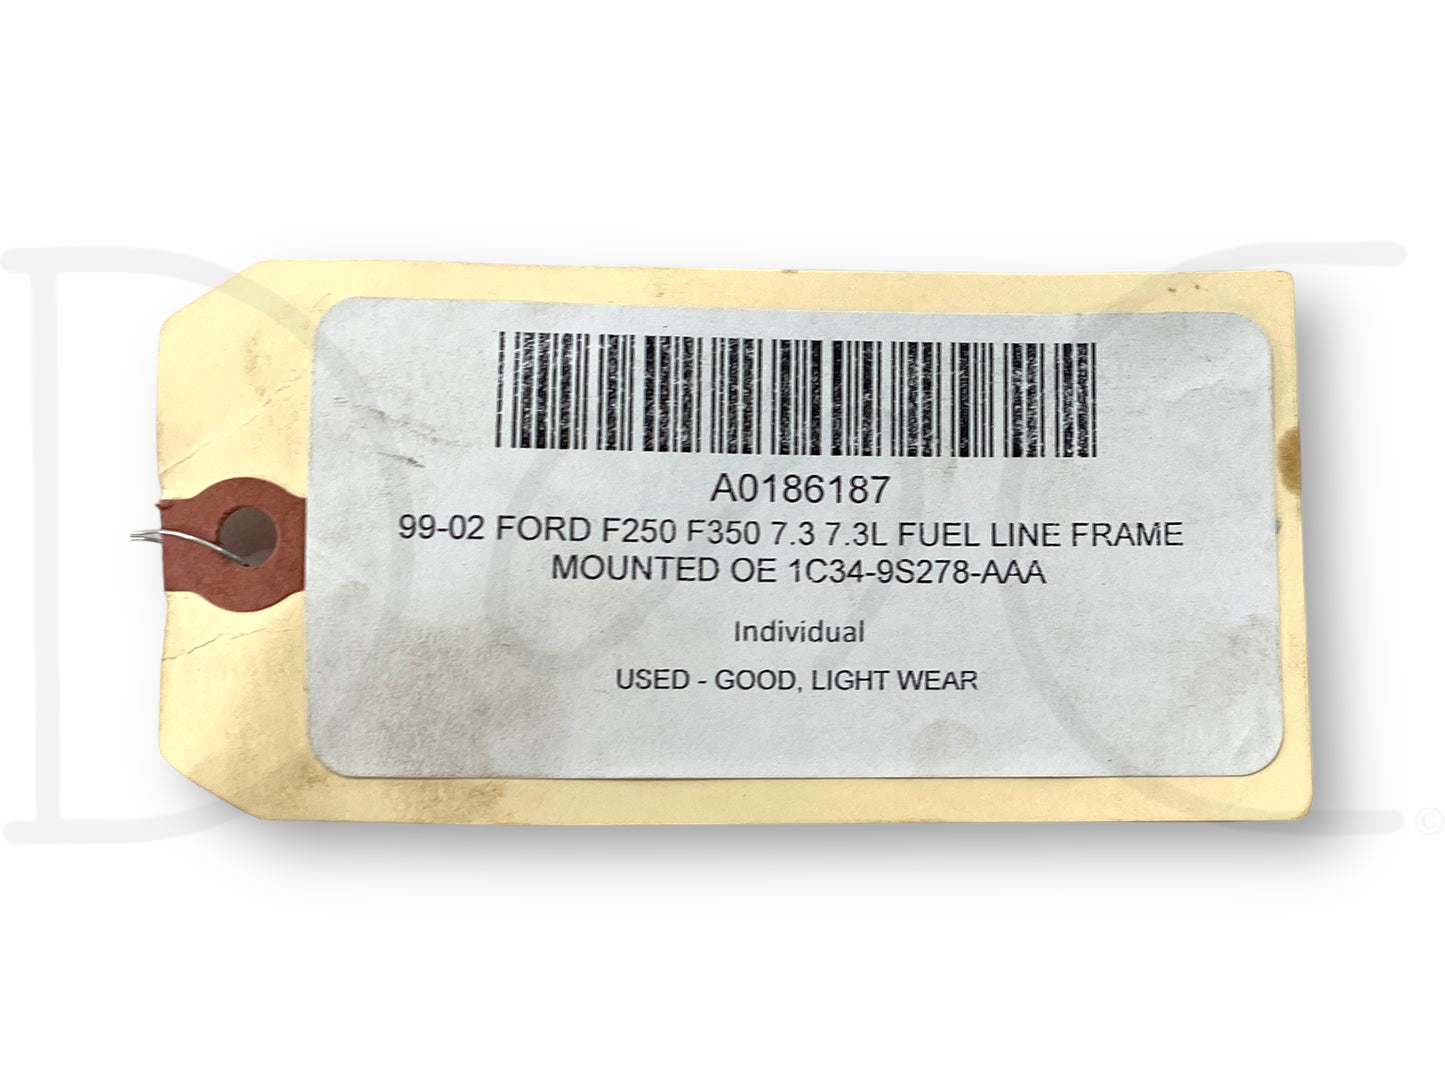 A0186187
99-02 FORD F250 F350 7.3 7.3L FUEL LINE FRAME
MOUNTED OE 1C34-9S278-AAA
Individual
USED - GOOD, LIGHT WEAR
D & C ©